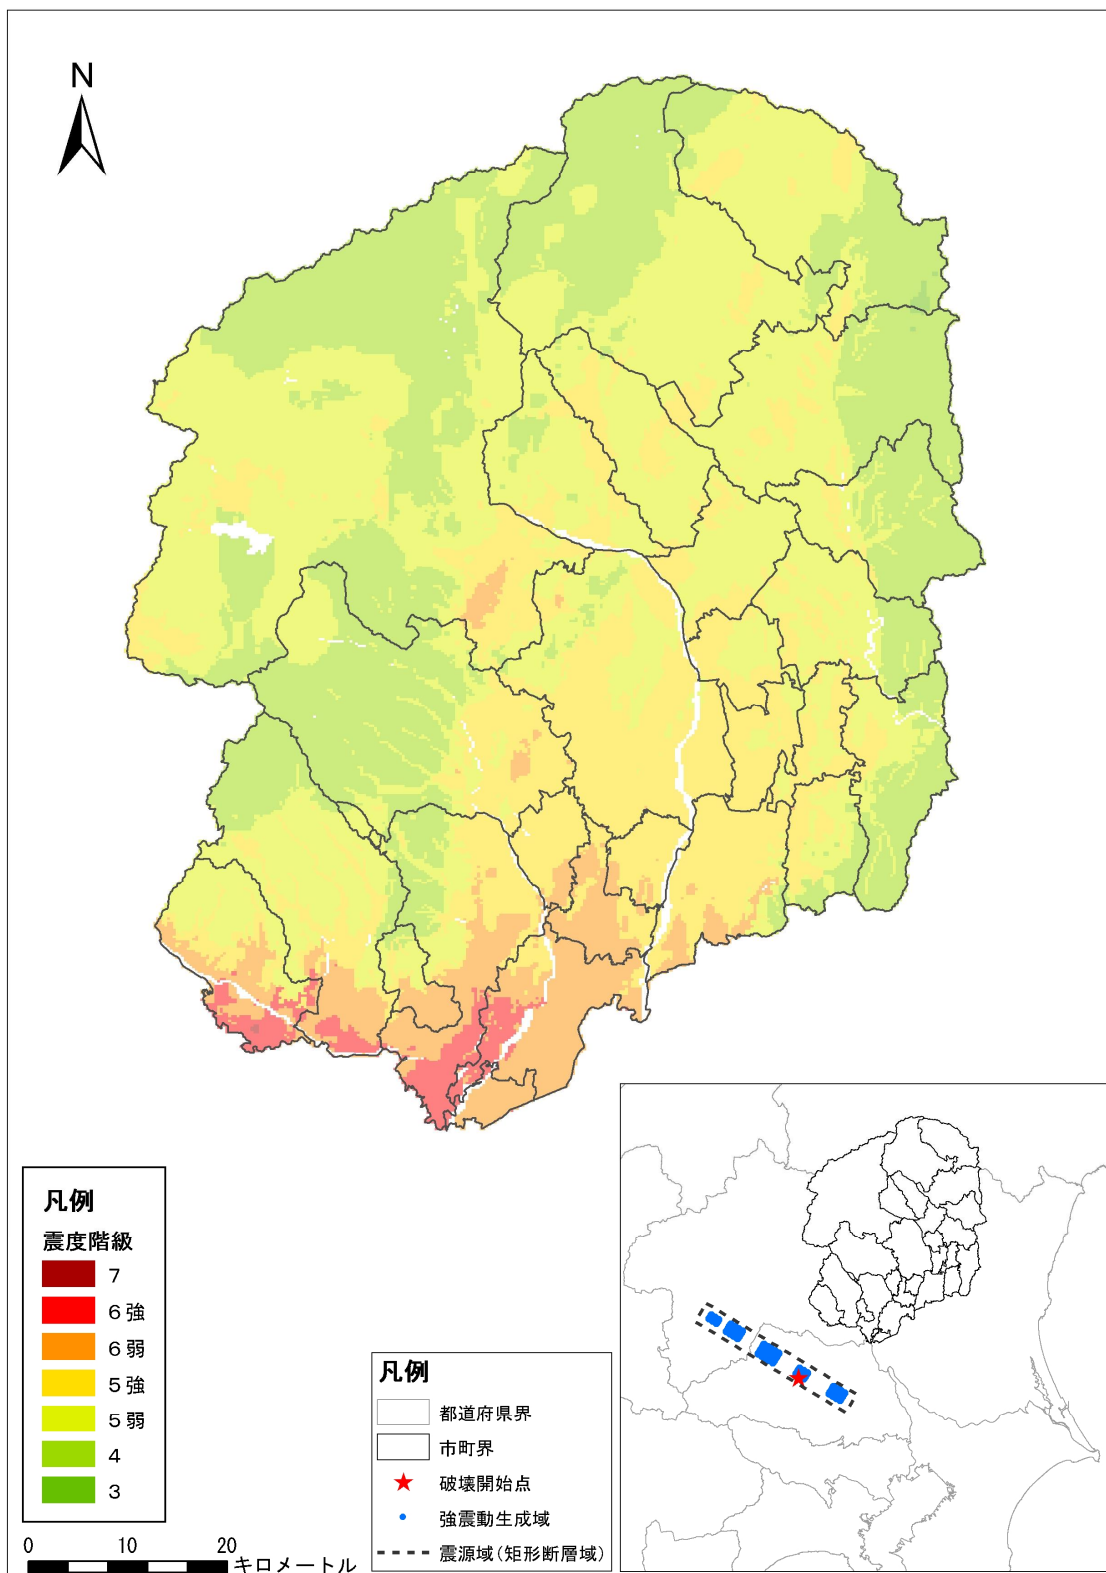 N
凡例
震度階級
7
6強
6弱
5強
5弱
4
3
0 10 20
キロメートル
凡例
都道府県界
市町界
破壊開始点
強震動生成域
震源域(矩形断層域)